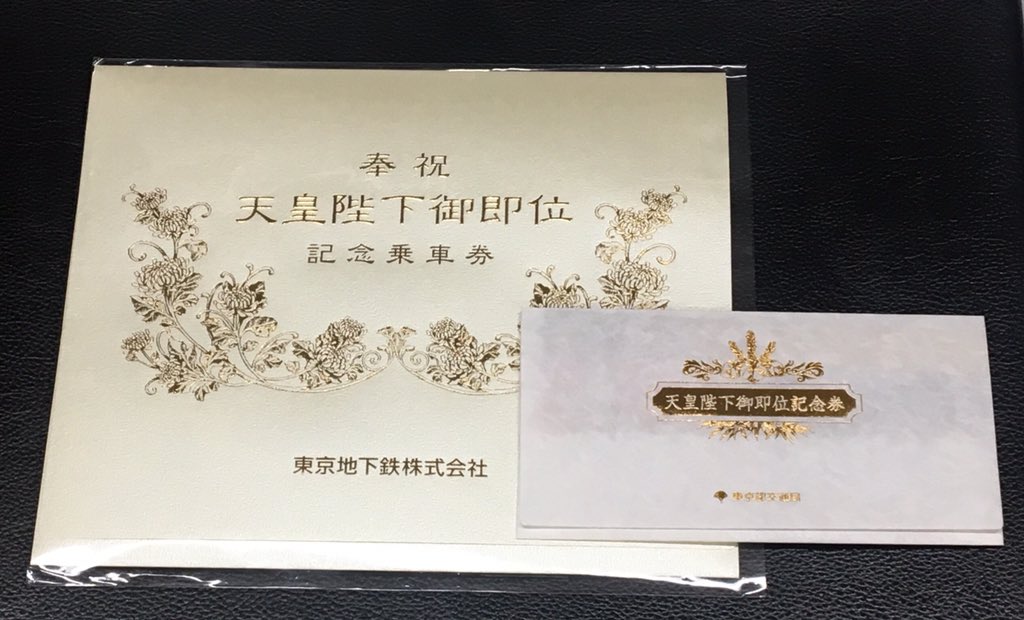 奉祝
天皇陛下御即位
記念乗車券
東京地下鉄株式会社
天皇陛下御即位記念券
東京都交通局